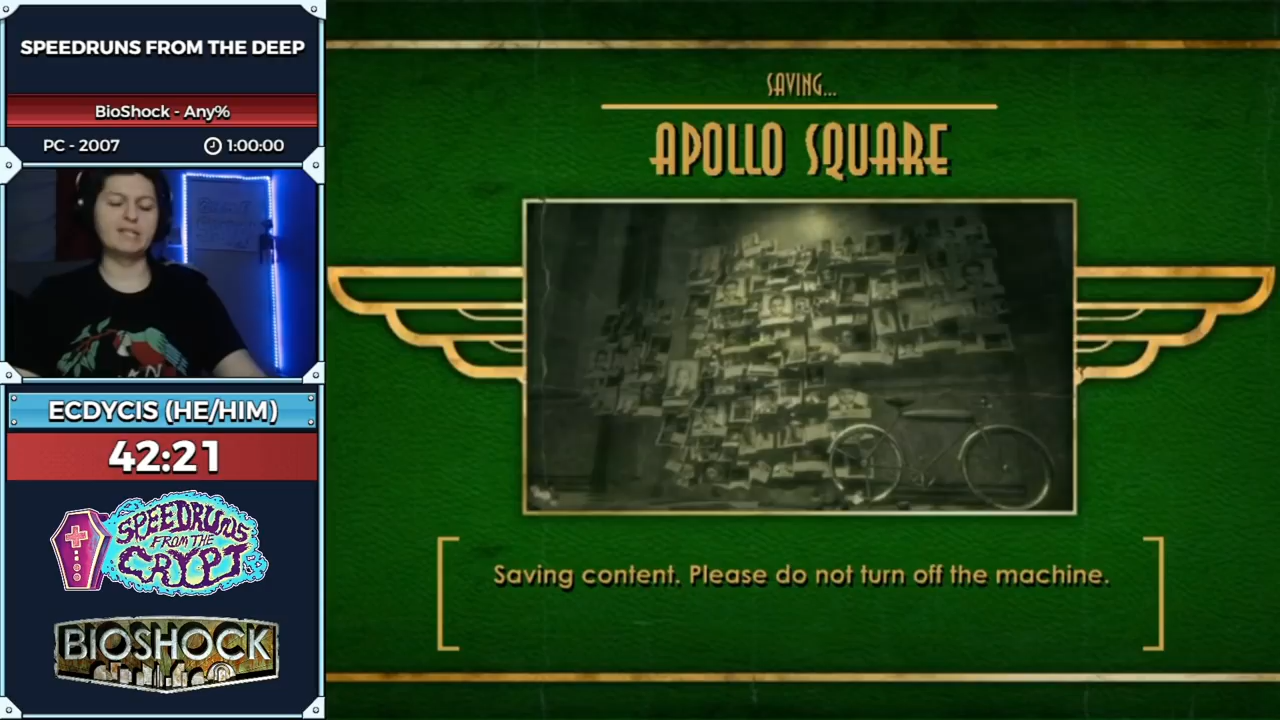 SPEEDRUNS FROM THE DEEP
BioShock - Any%
PC - 2007
1:00:00
ECDYCIS (HE/HIM)
42:21
SPEEDRUNS
FROM THE
CRYPT
BIOSHOCK
SAVING...
APOLLO SQUARE
Saving content. Please do not turn off the machine.